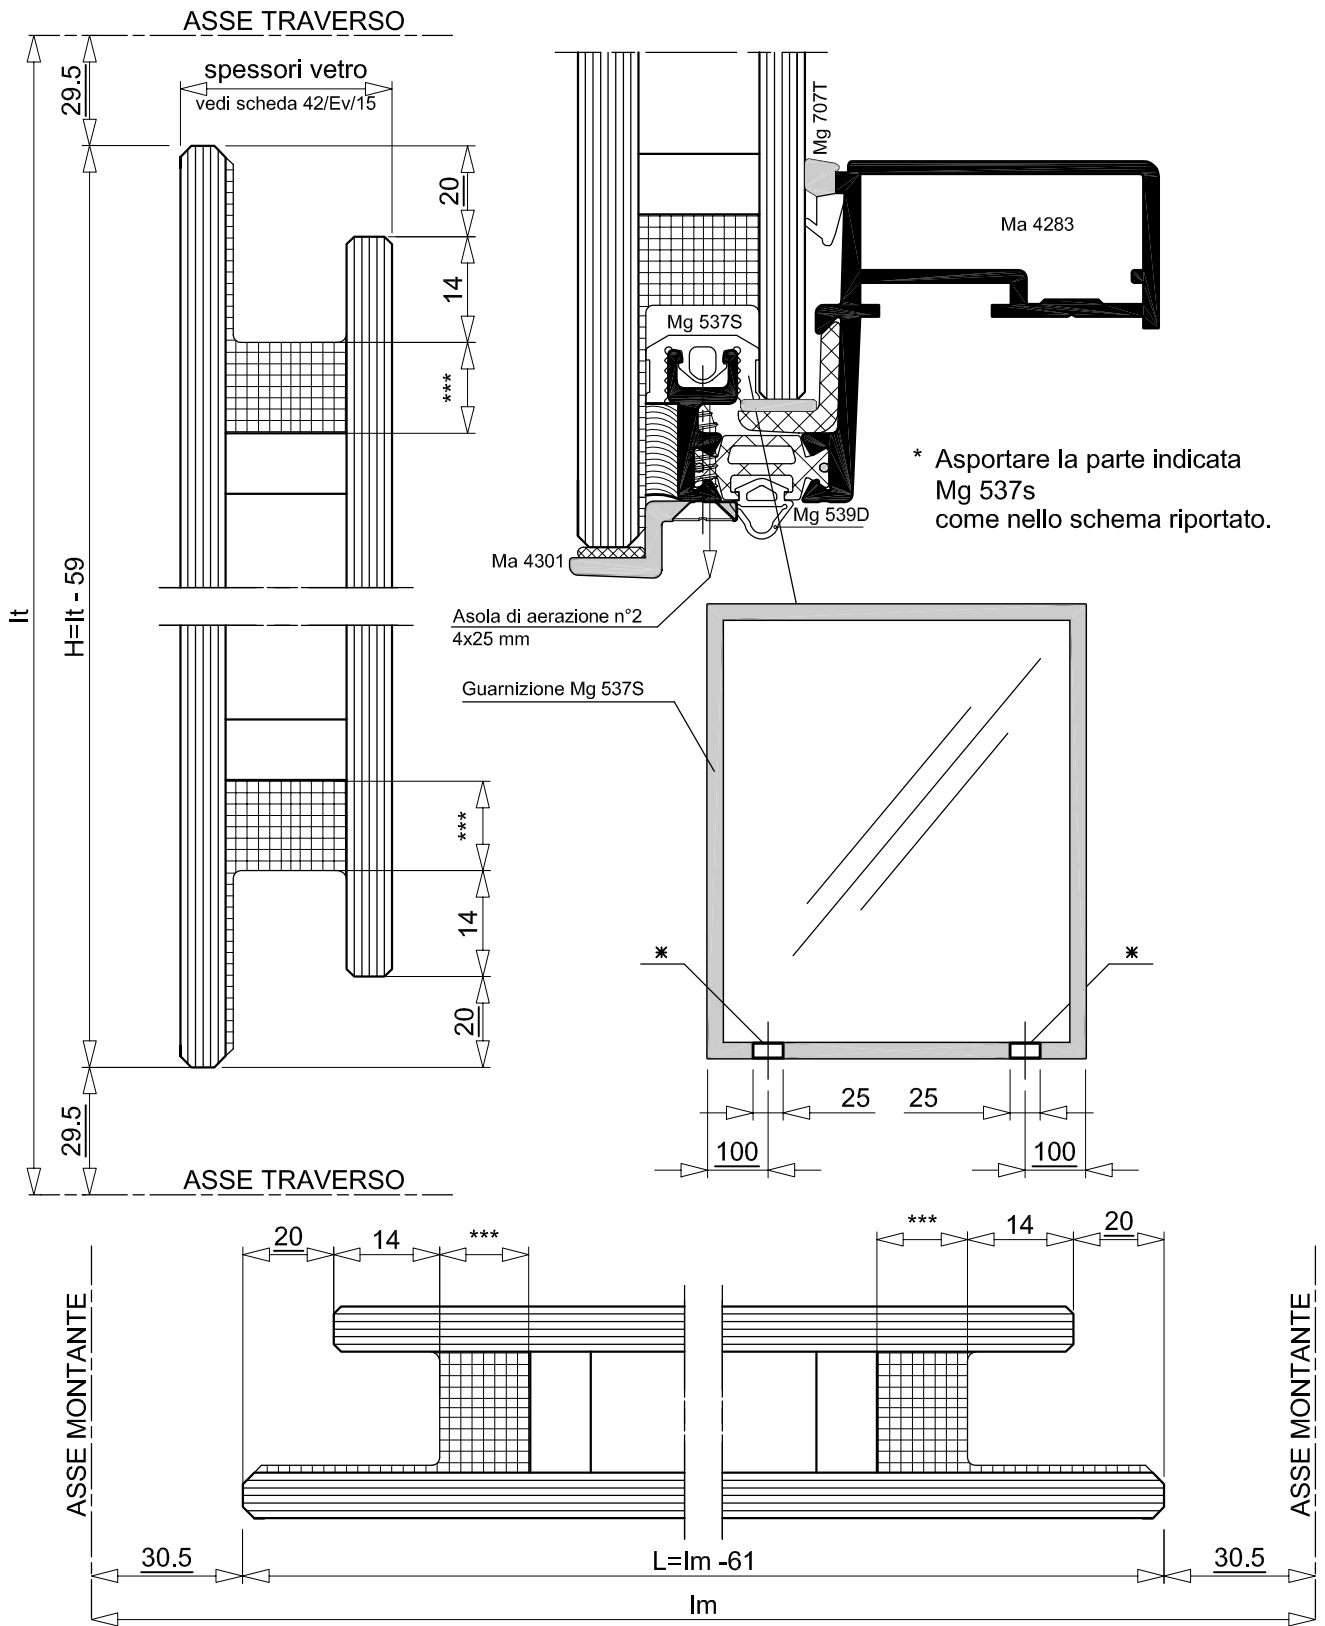 ASSE TRAVERSO
29.5
spessori vetro
vedi scheda 42/Ev/15
20
14
***
It
H=It - 59
***
14
20
29.5
ASSE TRAVERSO
Mg 707T
Ma 4283
Mg 537S
* Asportare la parte indicata
Mg 537s
come nello schema riportato.
Mg 539D
Ma 4301
Asola di aerazione n°2
4x25 mm
Guarnizione Mg 537S
*
*
25
25
100
100
20
14
***
***
14
20
ASSE MONTANTE
ASSE MONTANTE
30.5
L=Im -61
30.5
Im